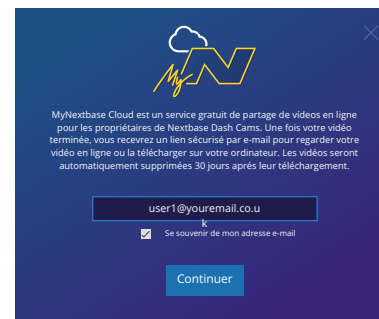 My N
MyNextbase Cloud est un service gratuit de partage de vídeos en ligne
pour les propriétaires de Nextbase Dash Cams. Une fois votre vidéo
terminée, vous recevrez un lien sécurisé par e-mail pour regarder votre
vidéo en ligne ou la télécharger sur votre ordinateur. Les vidéos seront
automatiquement supprimées 30 jours aprés leur téléchargement.
user1@youremail.co.u
k
Se souvenir de mon adresse e-mail
Continuer